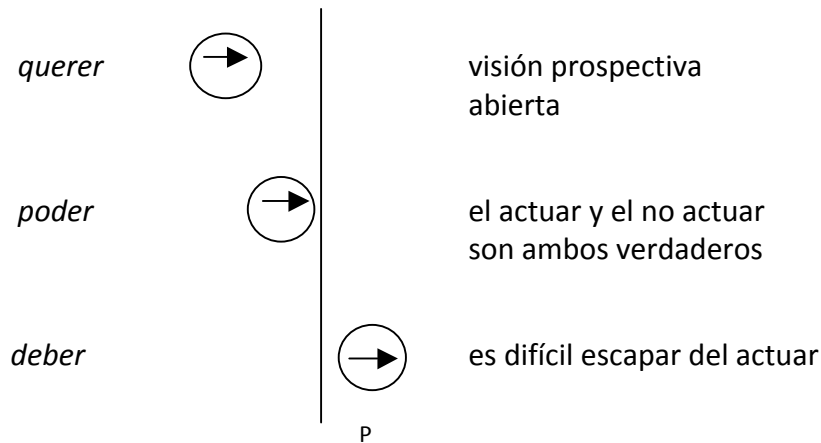 querer
visión prospectiva
abierta
poder
el actuar y el no actuar
son ambos verdaderos
deber
es difícil escapar del actuar
P